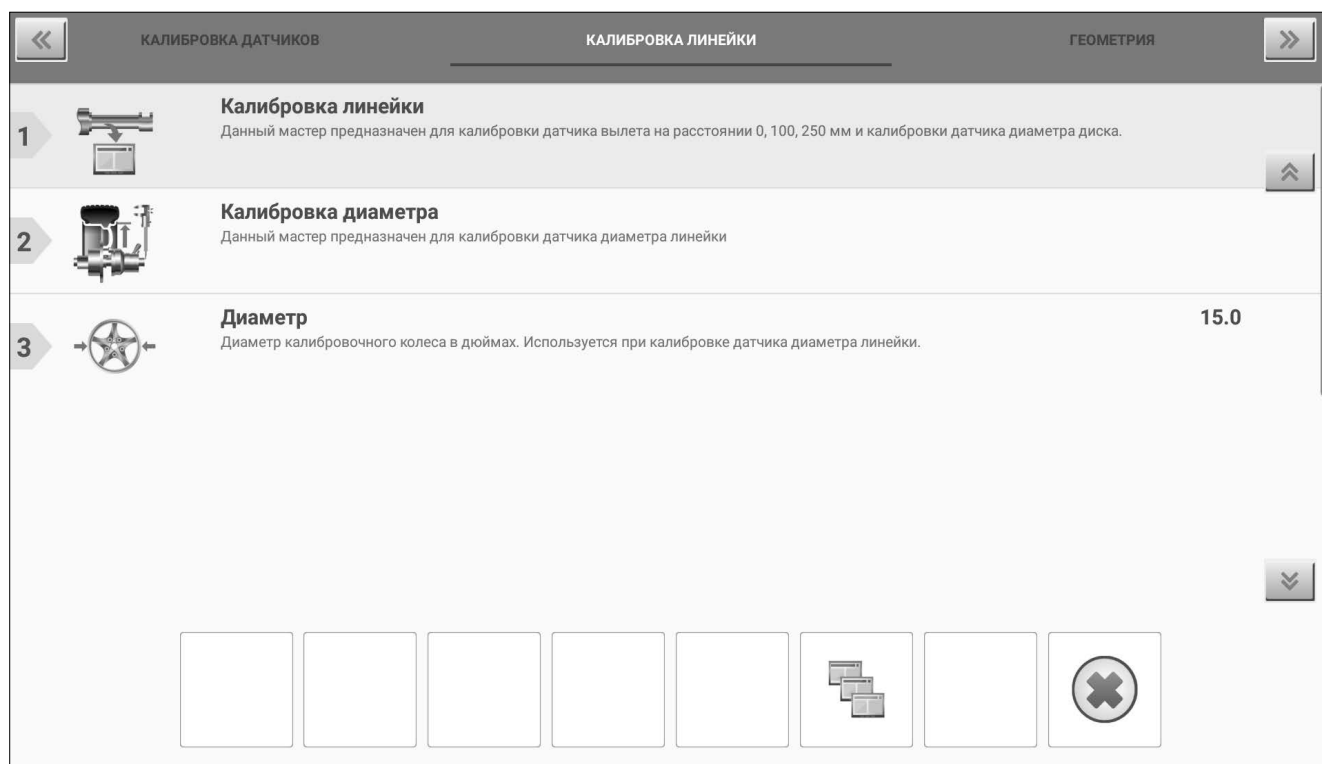 КАЛИБРОВКА ДАТЧИКОВ
КАЛИБРОВКА ЛИНЕЙКИ
ГЕОМЕТРИЯ
1
Калибровка линейки
Данный мастер предназначен для калибровки датчика вылета на расстоянии 0, 100, 250 мм и калибровки датчика диаметра диска.
2
Калибровка диаметра
Данный мастер предназначен для калибровки датчика диаметра линейки
3
Диаметр
15.0
Диаметр калибровочного колеса в дюймах. Используется при калибровке датчика диаметра линейки.